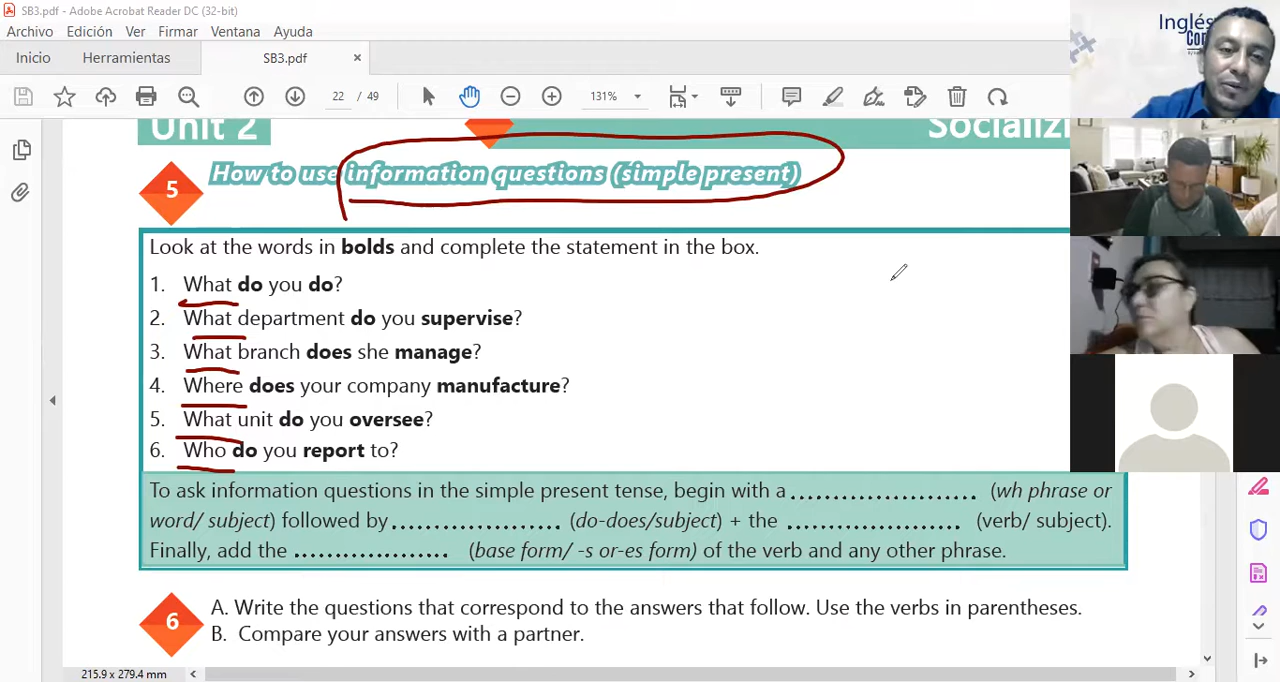 SB3.pdf - Adobe Acrobat Reader DC (32-bit)
Archivo Edición Ver Firmar Ventana Ayuda
Inicio Herramientas SB3.pdf ×
22 / 49 131%
Unit 2
5 How to use information questions (simple present)
Look at the words in bolds and complete the statement in the box.
1. What do you do?
2. What department do you supervise?
3. What branch does she manage?
4. Where does your company manufacture?
5. What unit do you oversee?
6. Who do you report to?
To ask information questions in the simple present tense, begin with a ........................ (wh phrase or
word/ subject) followed by ...................... (do-does/subject) + the ...................... (verb/ subject).
Finally, add the .................... (base form/ -s or-es form) of the verb and any other phrase.
6 A. Write the questions that correspond to the answers that follow. Use the verbs in parentheses.
B. Compare your answers with a partner.
215.9 x 279.4 mm